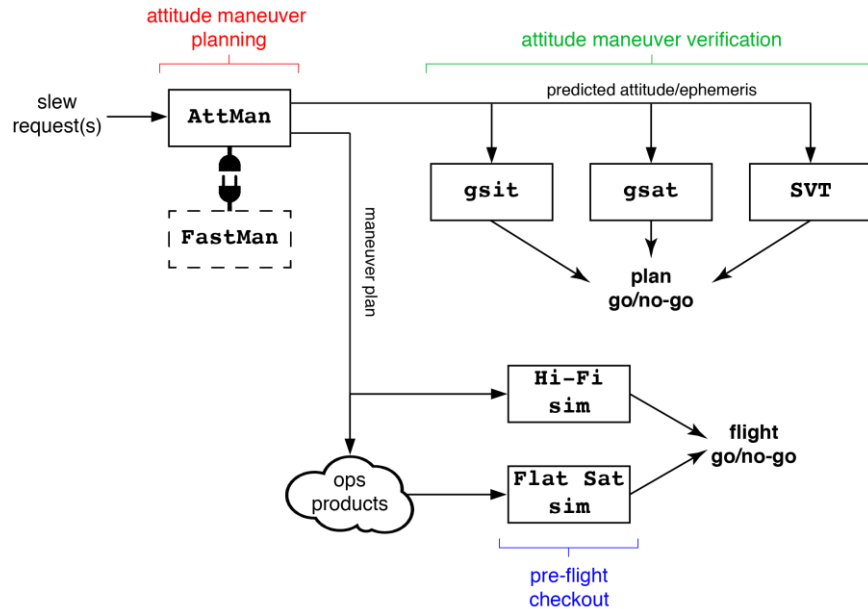 attitude maneuver
planning
attitude maneuver verification
slew
request(s)
AttMan
predicted attitude/ephemeris
gsit
gsat
SVT
FastMan
maneuver plan
plan
go/no-go
Hi-Fi
sim
flight
go/no-go
ops
products
Flat Sat
sim
pre-flight
checkout